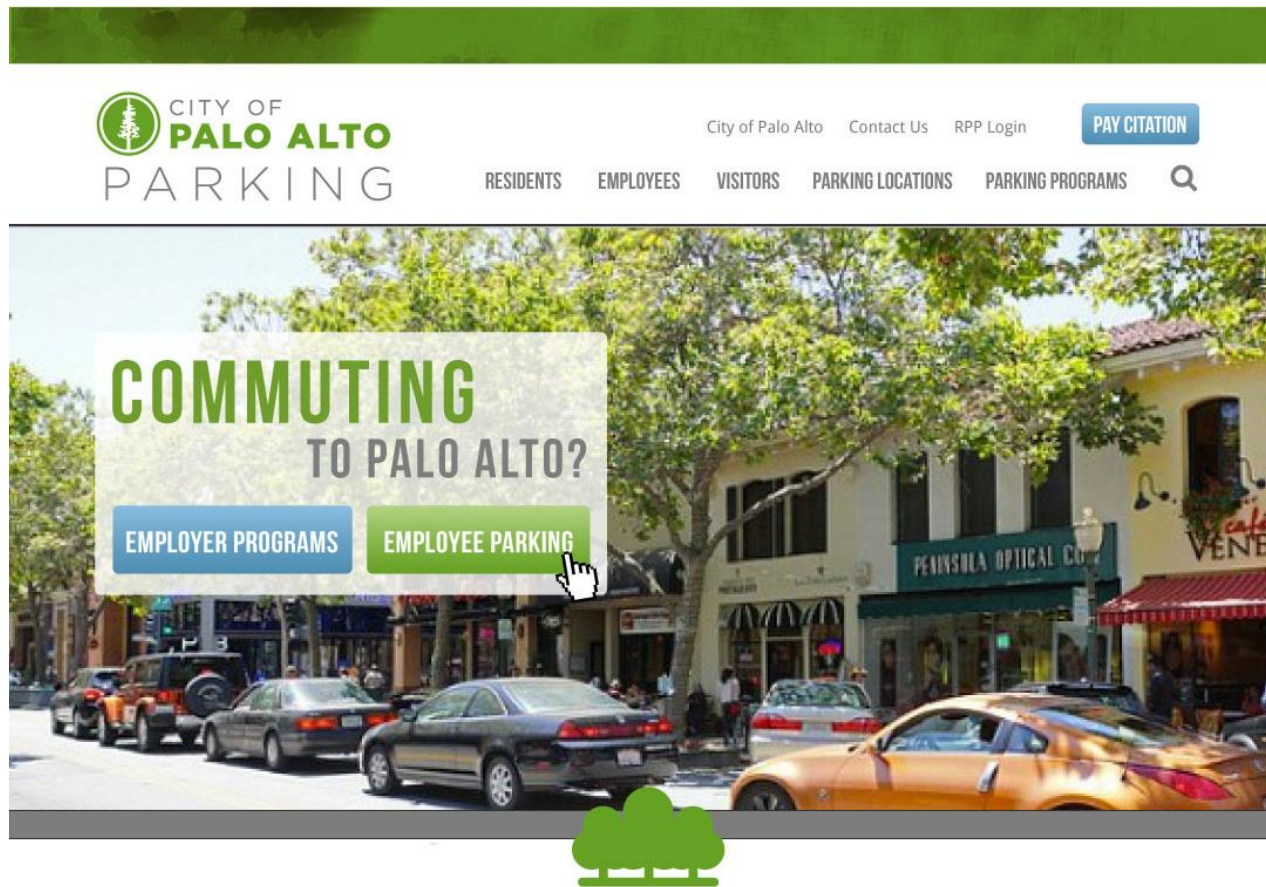 CITY OF
PALO ALTO
PARKING
City of Palo Alto Contact Us RPP Login PAY CITATION
RESIDENTS EMPLOYEES VISITORS PARKING LOCATIONS PARKING PROGRAMS
COMMUTING
TO PALO ALTO?
EMPLOYER PROGRAMS EMPLOYEE PARKING
PENINSULA OPTICAL CO
café
VENE